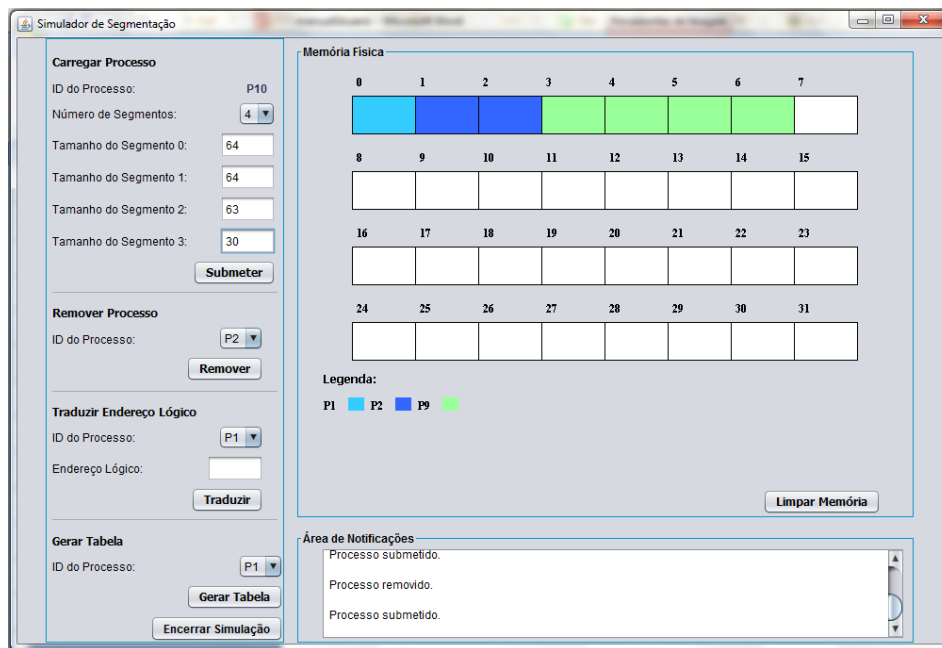 Simulador de Segmentação
Carregar Processo
ID do Processo: P10
Número de Segmentos: 4
Tamanho do Segmento 0: 64
Tamanho do Segmento 1: 64
Tamanho do Segmento 2: 63
Tamanho do Segmento 3: 30
Submeter
Remover Processo
ID do Processo: P2
Remover
Traduzir Endereço Lógico
ID do Processo: P1
Endereço Lógico:
Traduzir
Gerar Tabela
ID do Processo: P1
Gerar Tabela
Encerrar Simulação
Memória Física
0 1 2 3 4 5 6 7
8 9 10 11 12 13 14 15
16 17 18 19 20 21 22 23
24 25 26 27 28 29 30 31
Legenda:
P1 P2 P9
Limpar Memória
Área de Notificações
Processo submetido.
Processo removido.
Processo submetido.